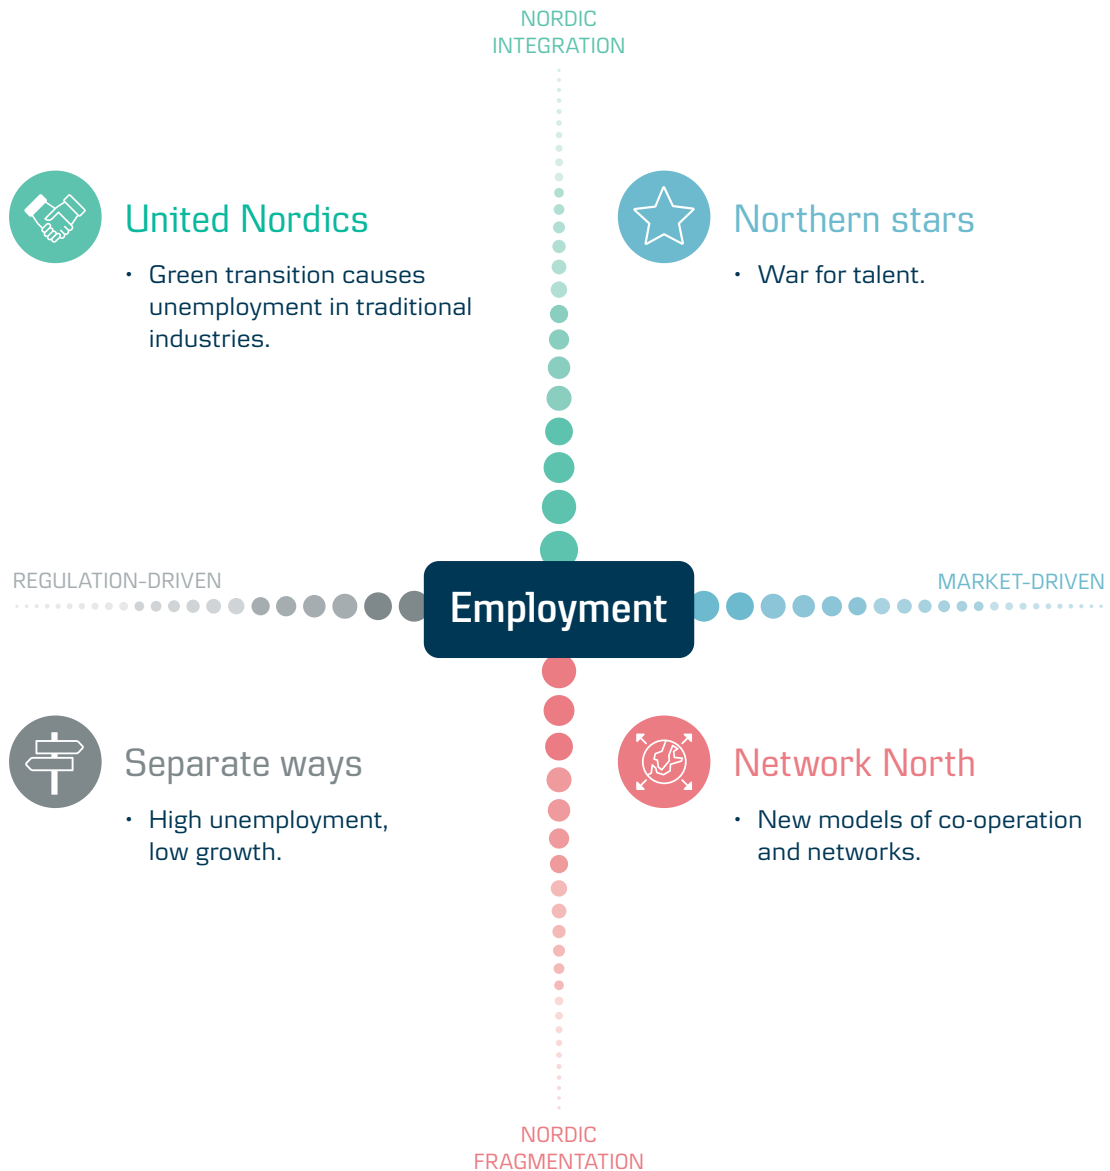 NORDIC
INTEGRATION
United Nordics
• Green transition causes
unemployment in traditional
industries.
Northern stars
• War for talent.
REGULATION-DRIVEN
MARKET-DRIVEN
Employment
Separate ways
• High unemployment,
low growth.
Network North
• New models of co-operation
and networks.
NORDIC
FRAGMENTATION